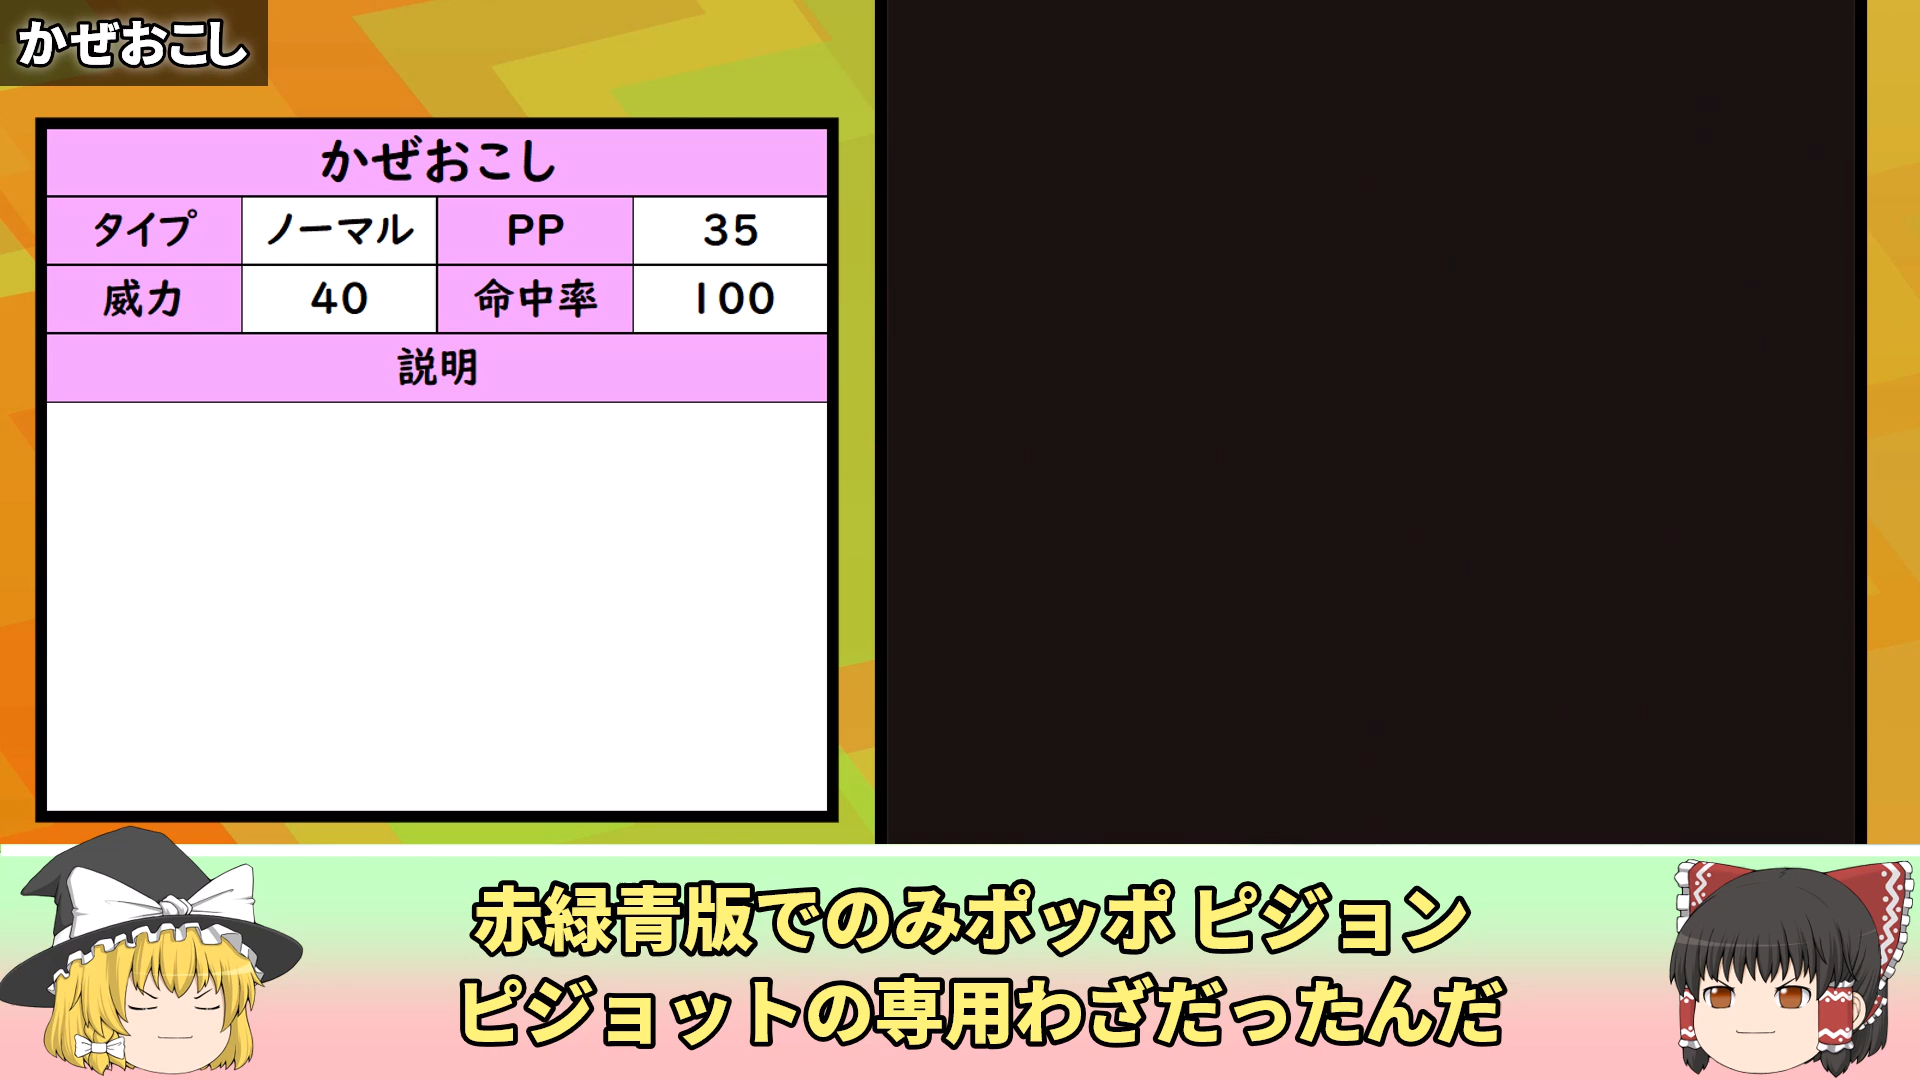 かぜおこし
かぜおこし
タイプ ノーマル PP 35
威力 40 命中率 100
説明
赤緑青版でのみポッポ ピジョン
ピジョットの専用わざだったんだ